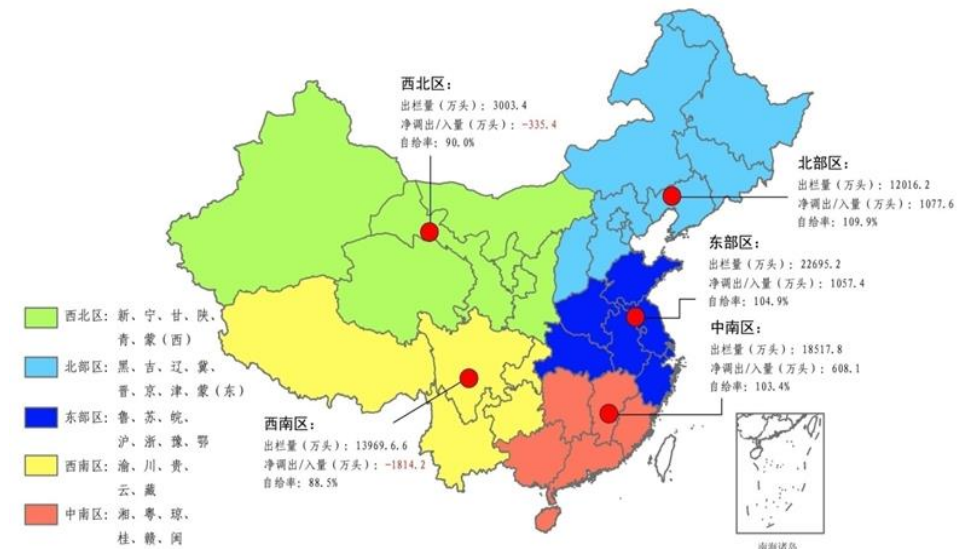 西北区:
出栏量(万头): 3003.4
净调出/入量(万头): -335.4
自给率: 90.0%
北部区:
出栏量(万头): 12016.2
净调出/入量(万头): 1077.6
自给率: 109.9%
东部区:
出栏量(万头): 22695.2
净调出/入量(万头): 1057.4
自给率: 104.9%
中南区:
出栏量(万头): 18517.8
净调出/入量(万头): 608.1
自给率: 103.4%
西南区:
出栏量(万头): 13969.6.6
净调出/入量(万头): -1814.2
自给率: 88.5%
西北区: 新、宁、甘、陕、
青、蒙(西)
北部区: 黑、吉、辽、冀、
晋、京、津、蒙(东)
东部区: 鲁、苏、皖、
沪、浙、豫、鄂
西南区: 渝、川、贵、
云、藏
中南区: 湘、粤、琼、
桂、赣、闽
南海诸岛